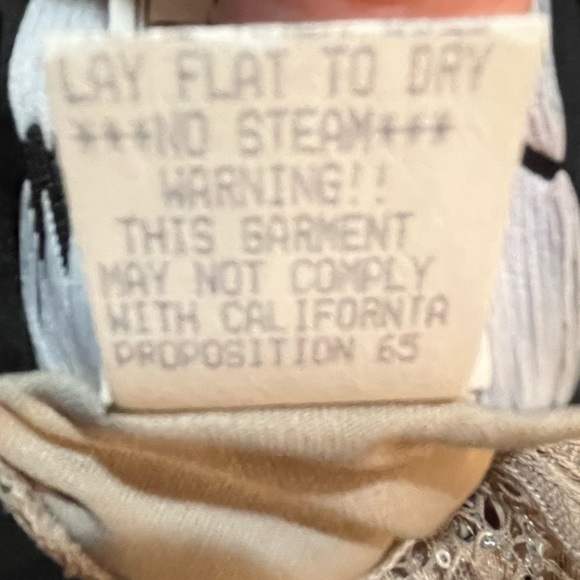 LAY FLAT TO DRY
***NO STEAM***
WARNING!!
THIS GARMENT
MAY NOT COMPLY
WITH CALIFORNIA
PROPOSITION 65